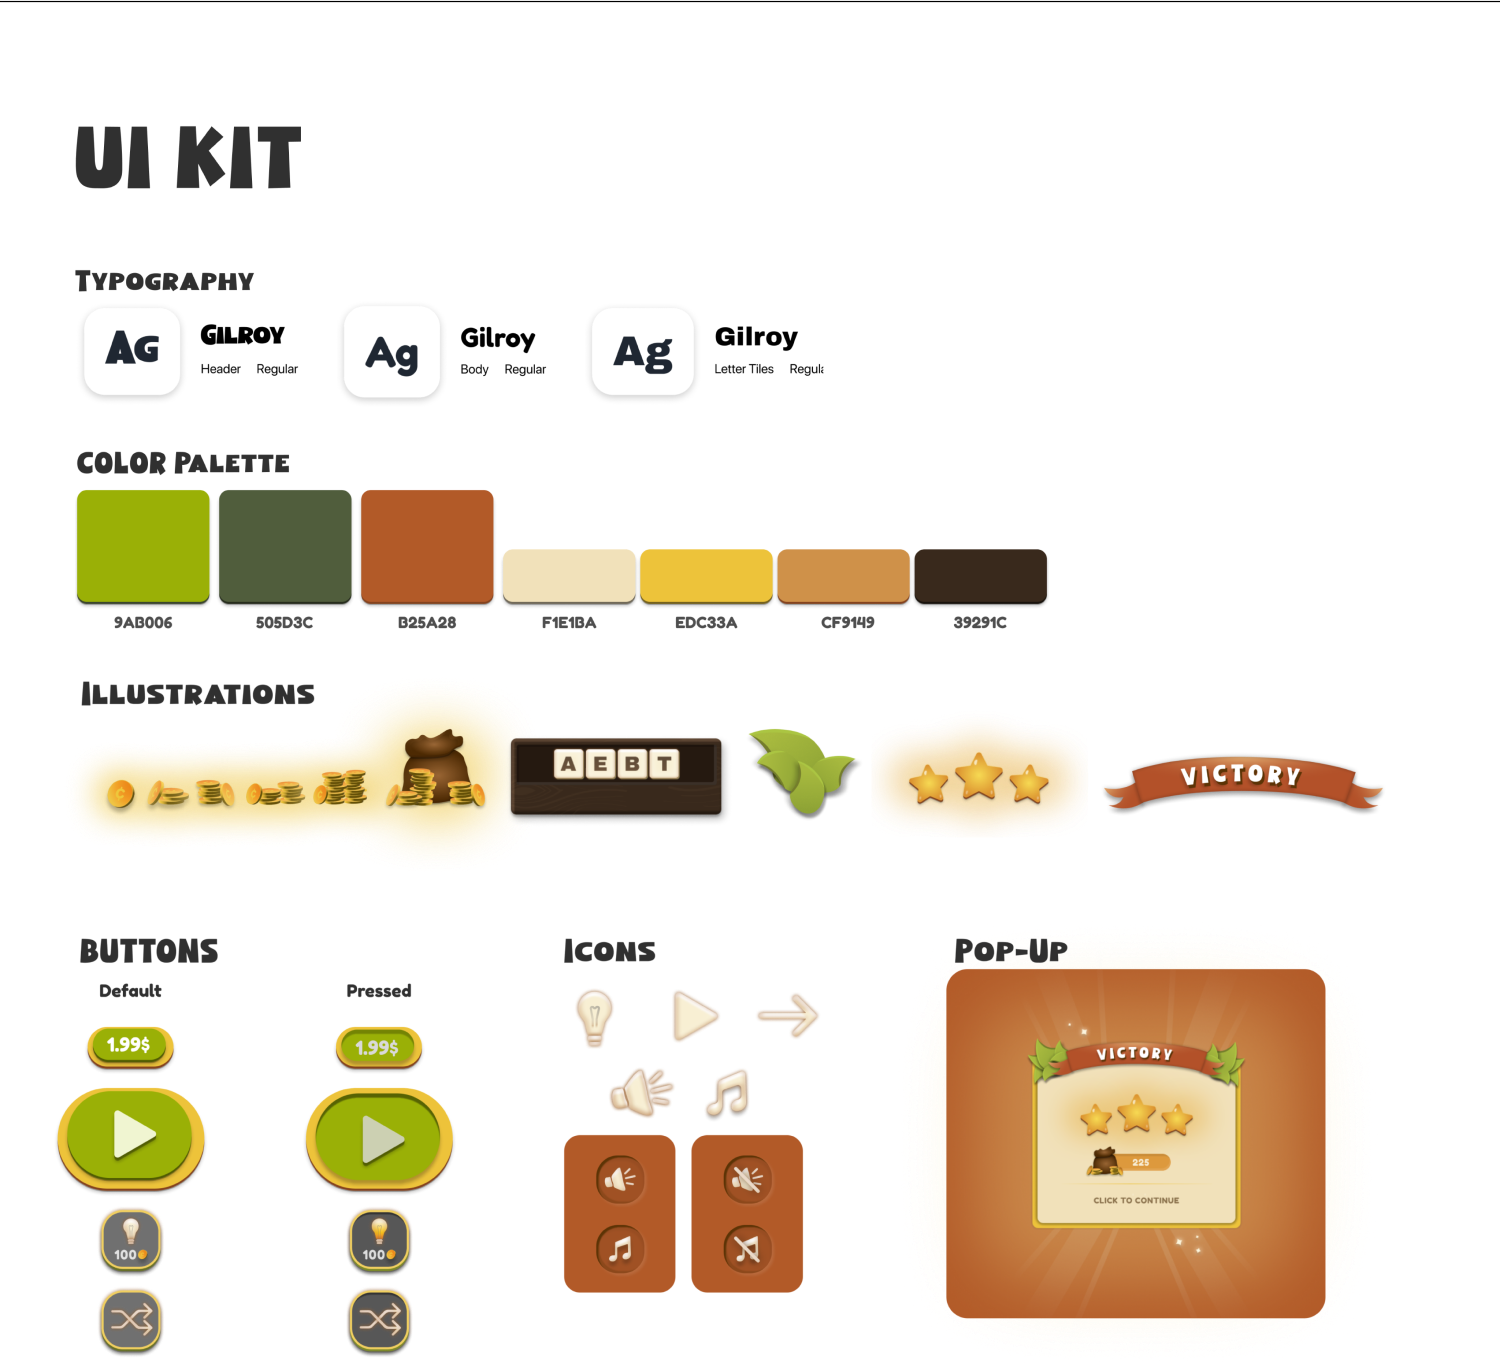 UI KIT
TYPOGRAPHY
AG GILROY
Header Regular
Ag Gilroy
Body Regular
Ag Gilroy
Letter Tiles
COLOR PALETTE
9AB006 505D3C B25A28 F1E1BA EDC33A CF9149 39291C
ILLUSTRATIONS
A E B T
VICTORY
BUTTONS
Default Pressed
1.99$ 1.99$
100 100
ICONS
POP-UP
VICTORY
225
CLICK TO CONTINUE